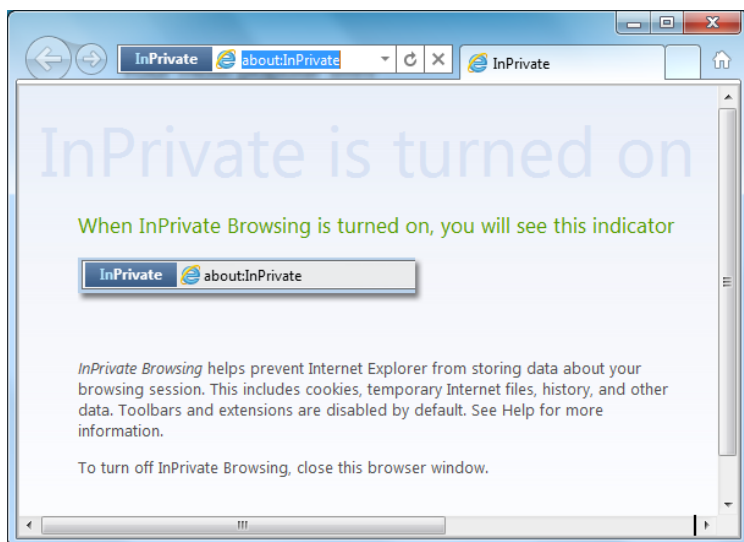 InPrivate about:InPrivate InPrivate
InPrivate is turned on
When InPrivate Browsing is turned on, you will see this indicator
InPrivate about:InPrivate
InPrivate Browsing helps prevent Internet Explorer from storing data about your
browsing session. This includes cookies, temporary Internet files, history, and other
data. Toolbars and extensions are disabled by default. See Help for more
information.
To turn off InPrivate Browsing, close this browser window.